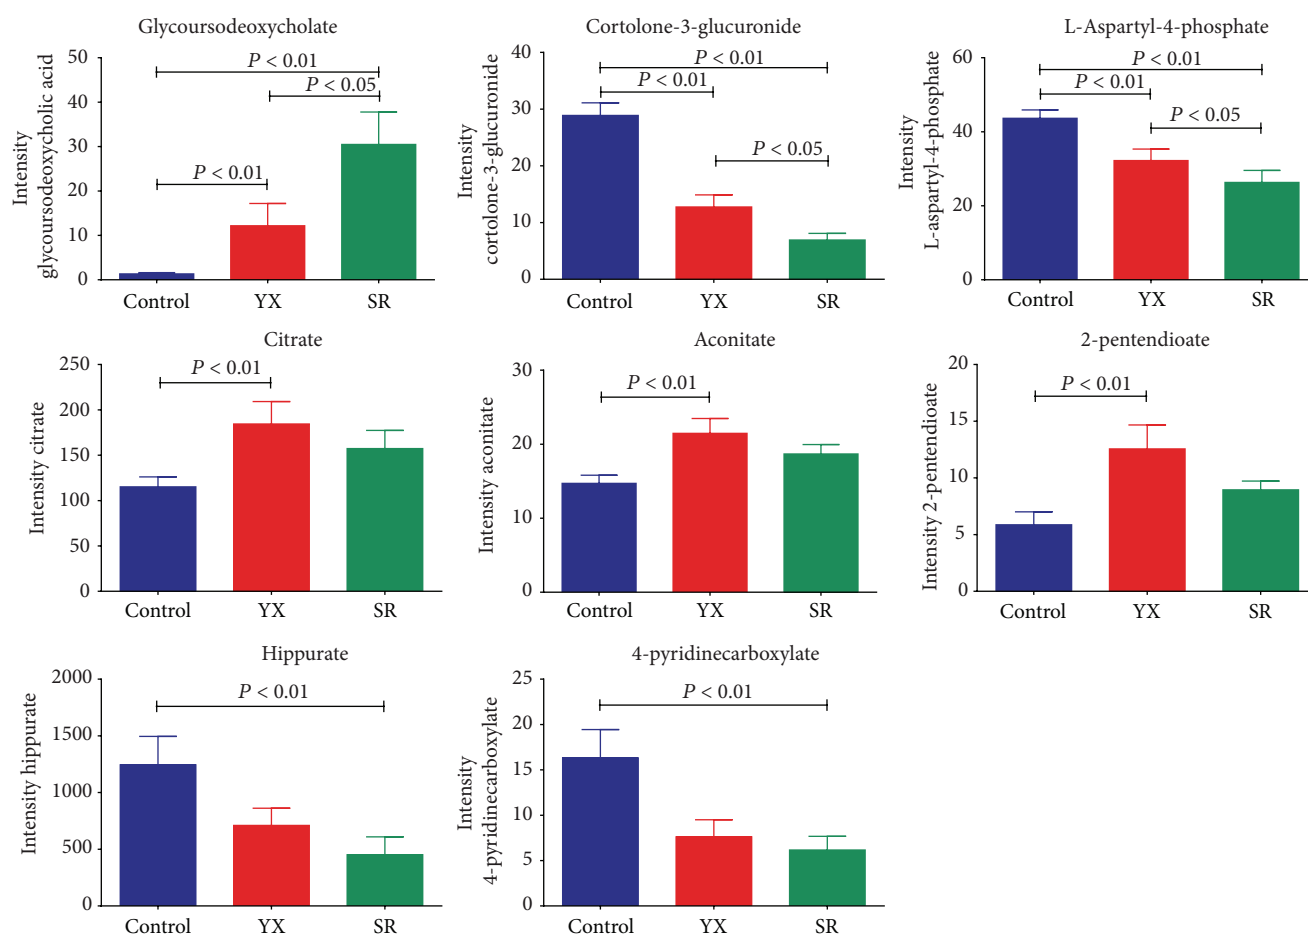 Glycoursodeoxycholate
Intensity
glycoursodeoxycholic acid
50
40
30
20
10
0
P < 0.01
P < 0.05
P < 0.01
Control YX SR
Cortolone-3-glucuronide
Intensity
cortolone-3-glucuronide
40
30
20
10
0
P < 0.01
P < 0.01
P < 0.05
Control YX SR
L-Aspartyl-4-phosphate
Intensity
L-aspartyl-4-phosphate
60
40
20
0
P < 0.01
P < 0.01
P < 0.05
Control YX SR
Citrate
Intensity citrate
250
200
150
100
50
0
P < 0.01
Control YX SR
Aconitate
Intensity aconitate
30
20
10
0
P < 0.01
Control YX SR
2-pentendioate
Intensity 2-pentendioate
20
15
10
5
0
P < 0.01
Control YX SR
Hippurate
Intensity hippurate
2000
1500
1000
500
0
P < 0.01
Control YX SR
4-pyridinecarboxylate
Intensity
4-pyridinecarboxylate
25
20
15
10
5
0
P < 0.01
Control YX SR